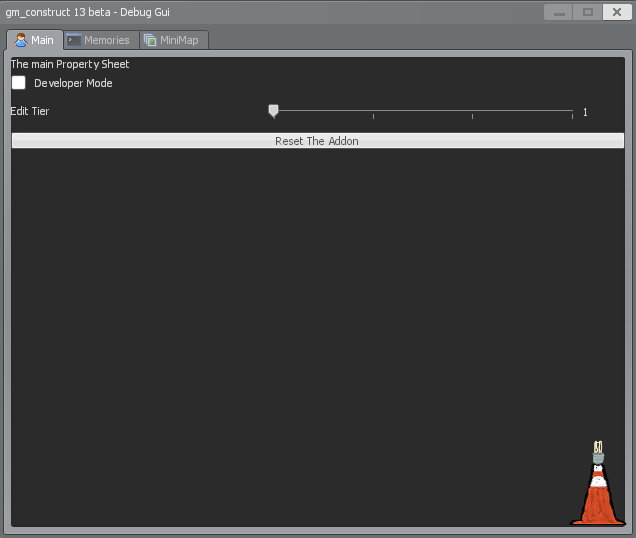 gm_construct 13 beta - Debug Gui
Main
Memories
MiniMap
The main Property Sheet
Developer Mode
Edit Tier
1
Reset The Addon